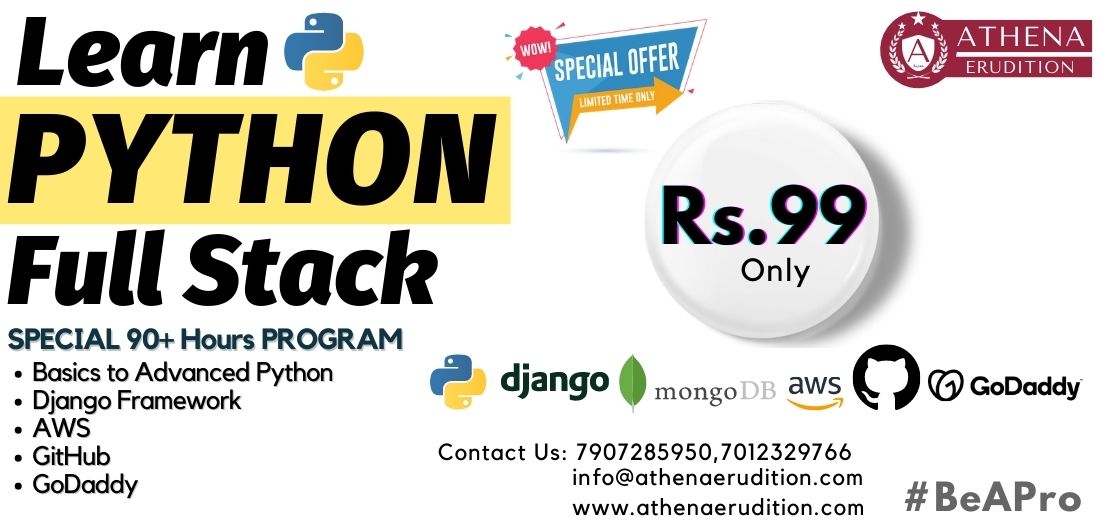 Learn
PYTHON
Full Stack
SPECIAL 90+ Hours PROGRAM
• Basics to Advanced Python
• Django Framework
• AWS
• GitHub
• GoDaddy
WOW!
SPECIAL OFFER
LIMITED TIME ONLY
A
ATHENA
ERUDITION
Rs.99
Only
django
mongoDB
aws
GoDaddy
Contact Us: 7907285950,7012329766
info@athenaerudition.com
www.athenaerudition.com
#BeAPro